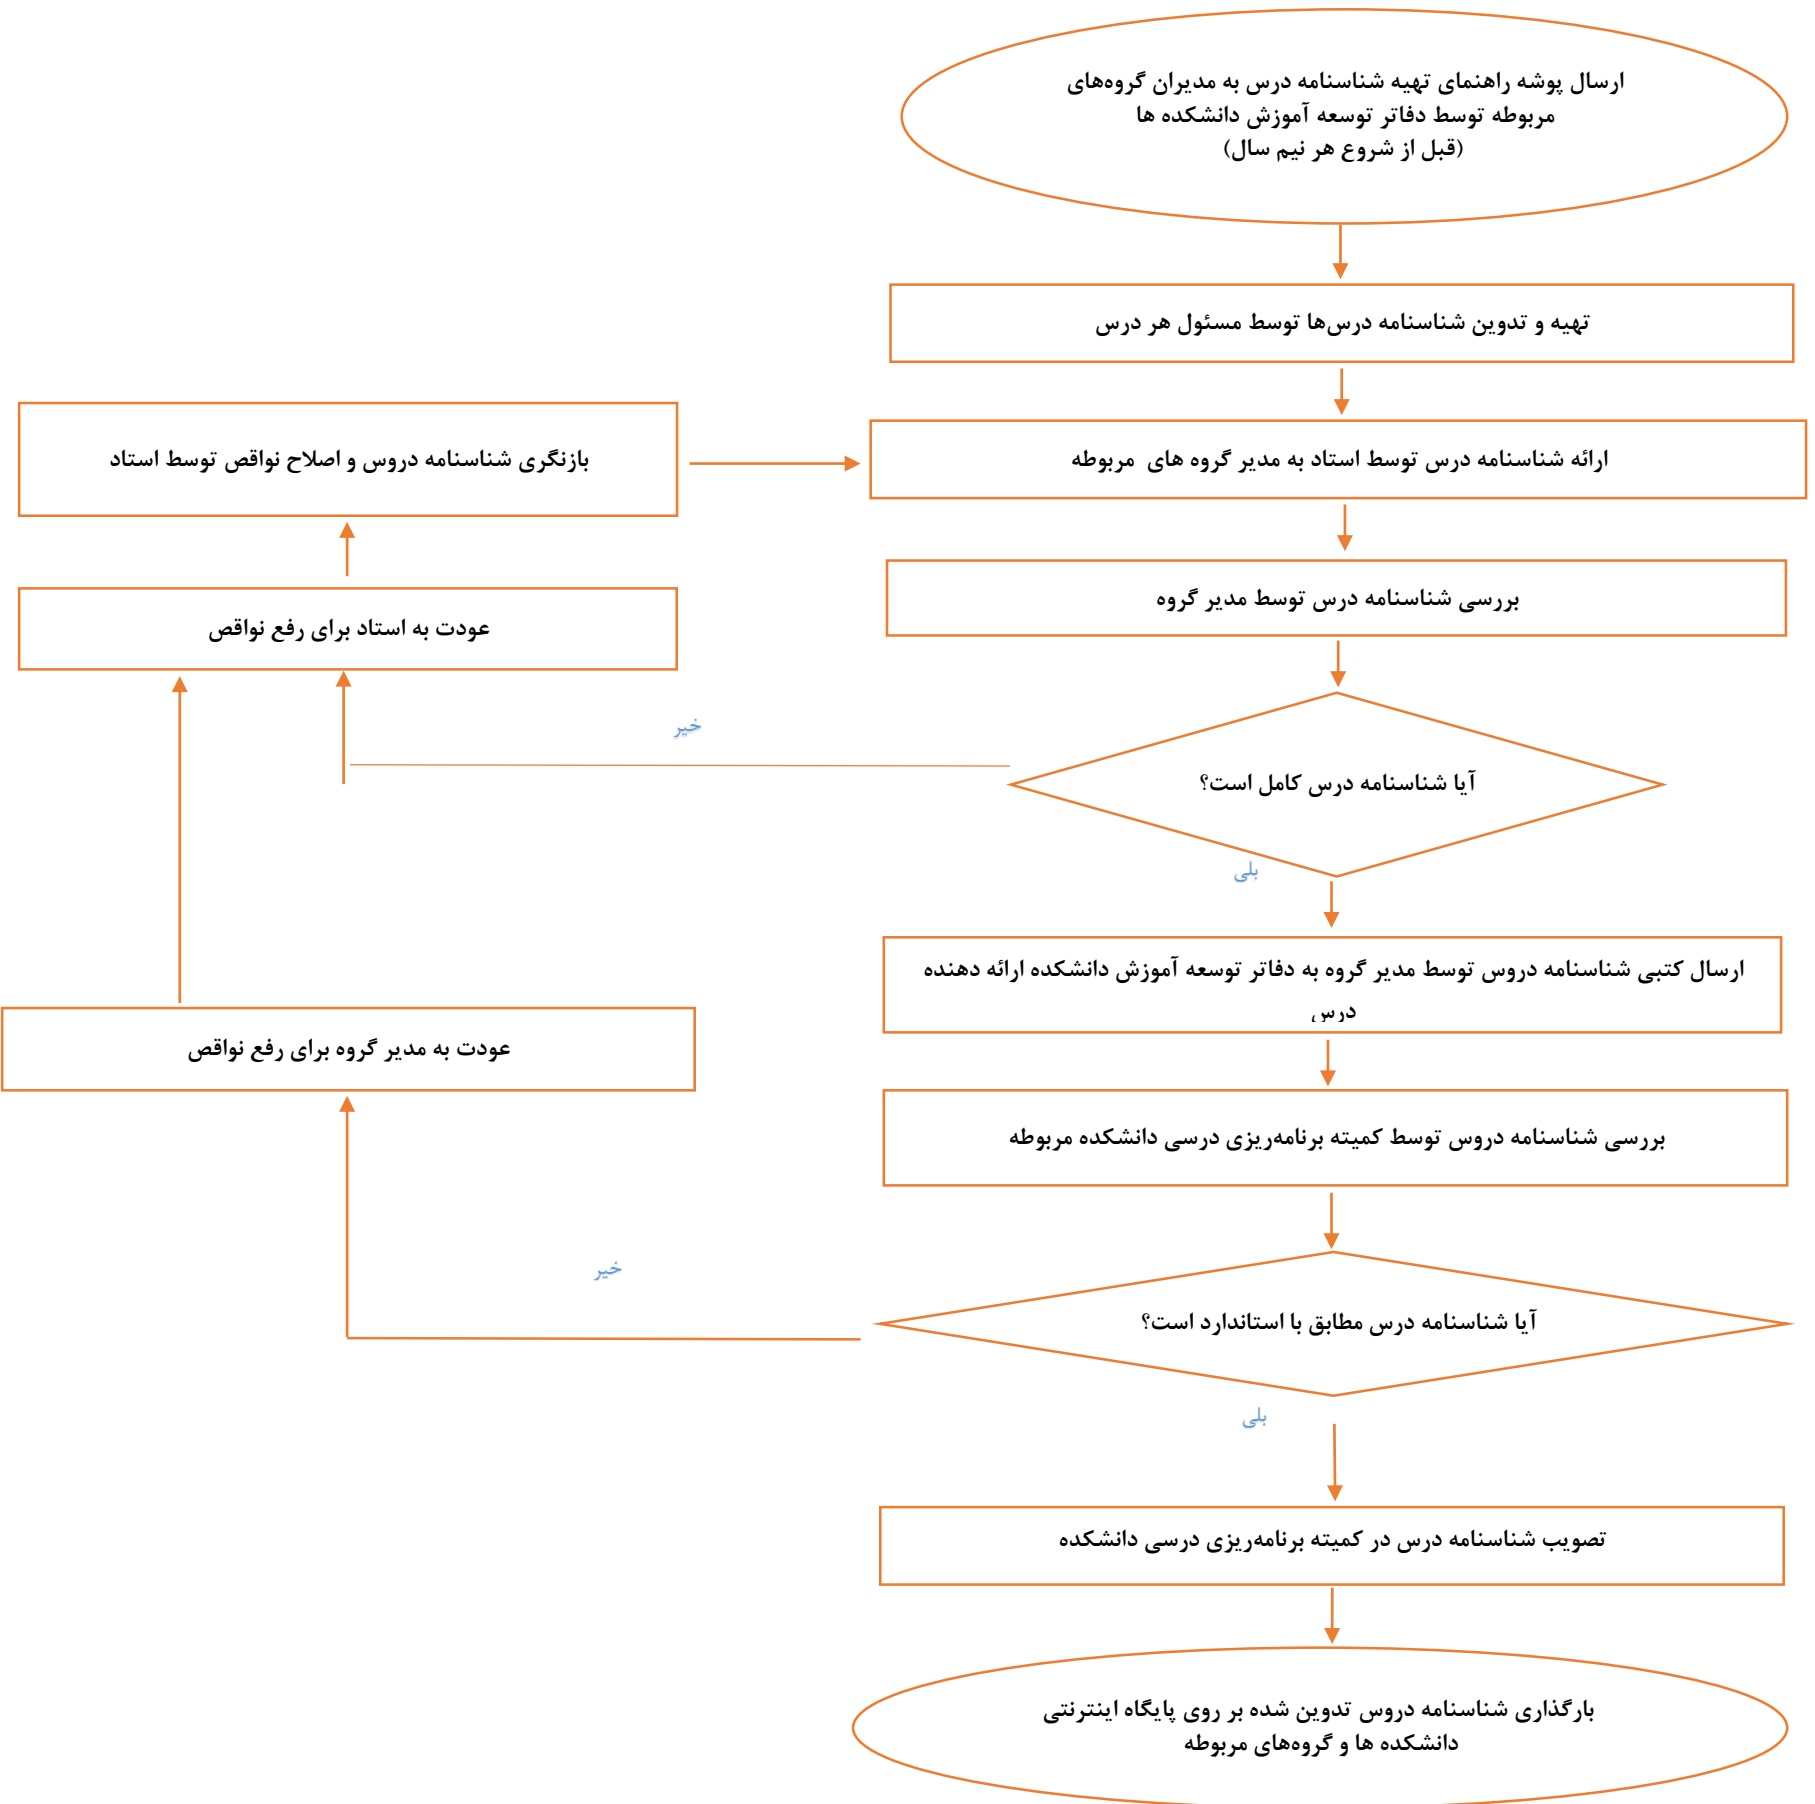 ارسال پوشه راهنمای تهیه شناسنامه درس به مدیران گروه‌های
مربوطه توسط دفاتر توسعه آموزش دانشکده ها
(قبل از شروع هر نیم سال)
تهیه و تدوین شناسنامه درس‌ها توسط مسئول هر درس
ارائه شناسنامه درس توسط استاد به مدیر گروه های مربوطه
بازنگری شناسنامه دروس و اصلاح نواقص توسط استاد
بررسی شناسنامه درس توسط مدیر گروه
عودت به استاد برای رفع نواقص
خیر
آیا شناسنامه درس کامل است؟
بلی
ارسال کتبی شناسنامه دروس توسط مدیر گروه به دفاتر توسعه آموزش دانشکده ارائه دهنده
درس
عودت به مدیر گروه برای رفع نواقص
بررسی شناسنامه دروس توسط کمیته برنامه‌ریزی درسی دانشکده مربوطه
خیر
آیا شناسنامه درس مطابق با استاندارد است؟
بلی
تصویب شناسنامه درس در کمیته برنامه‌ریزی درسی دانشکده
بارگذاری شناسنامه دروس تدوین شده بر روی پایگاه اینترنتی
دانشکده ها و گروه‌های مربوطه